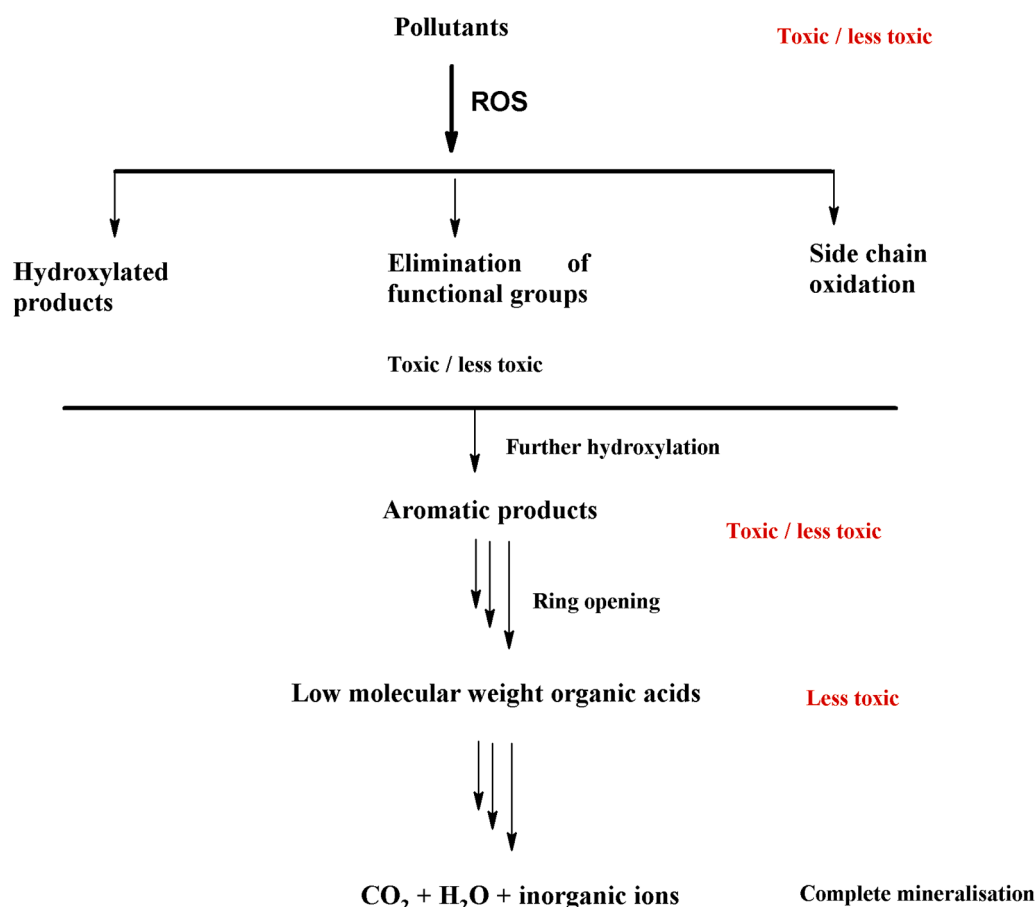 Pollutants
Toxic / less toxic
ROS
Hydroxylated
products
Elimination of
functional groups
Side chain
oxidation
Toxic / less toxic
Further hydroxylation
Aromatic products
Toxic / less toxic
Ring opening
Low molecular weight organic acids
Less toxic
CO₂ + H₂O + inorganic ions
Complete mineralisation